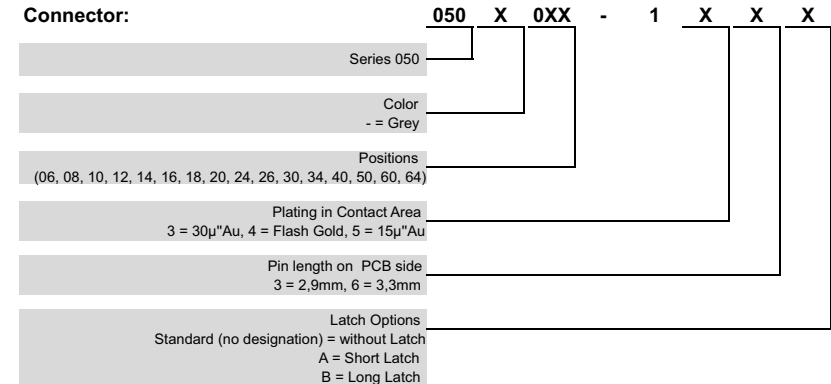 Connector: 050 X 0XX - 1 X X X
Series 050
Color
- = Grey
Positions
(06, 08, 10, 12, 14, 16, 18, 20, 24, 26, 30, 34, 40, 50, 60, 64)
Plating in Contact Area
3 = 30µ"Au, 4 = Flash Gold, 5 = 15µ"Au
Pin length on PCB side
3 = 2,9mm, 6 = 3,3mm
Latch Options
Standard (no designation) = without Latch
A = Short Latch
B = Long Latch